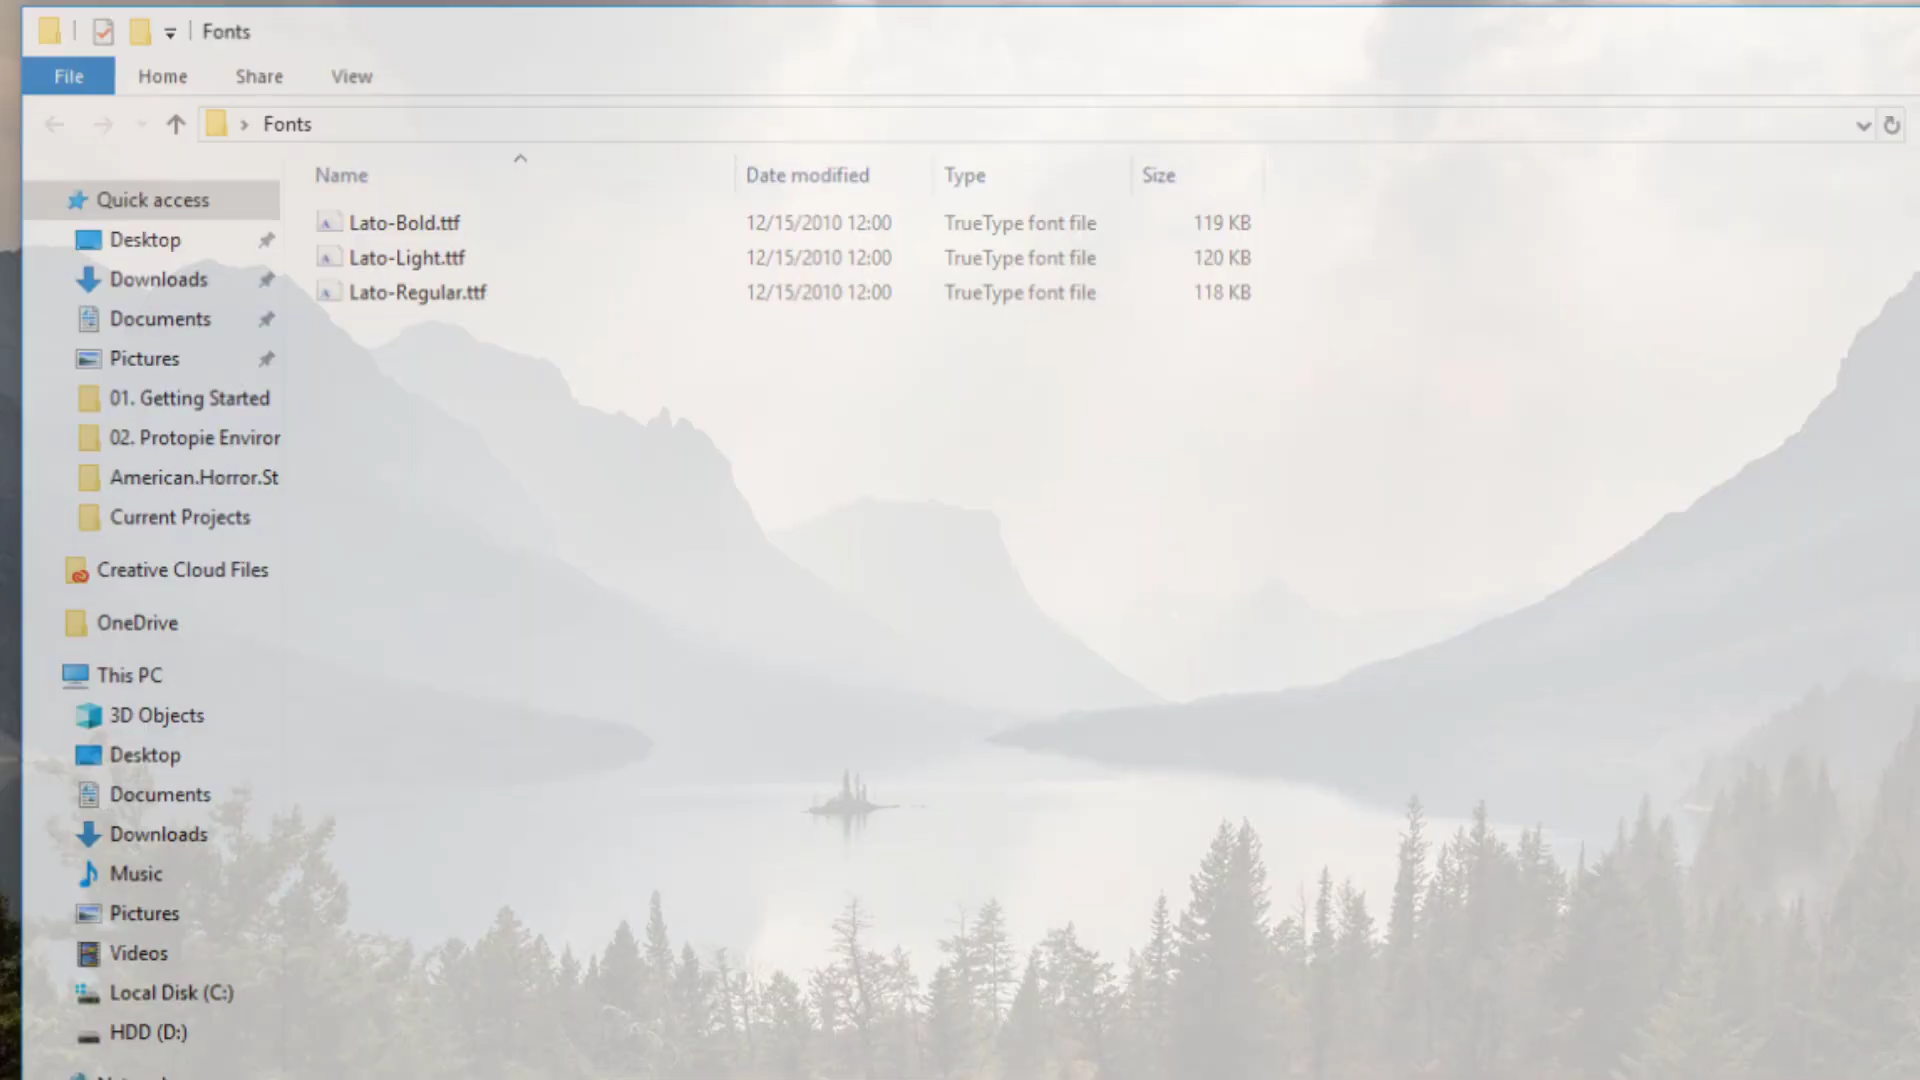 Fonts
File Home Share View
Fonts
Name Date modified Type Size
Quick access
Lato-Bold.ttf 12/15/2010 12:00 TrueType font file 119 KB
Desktop
Lato-Light.ttf 12/15/2010 12:00 TrueType font file 120 KB
Downloads
Lato-Regular.ttf 12/15/2010 12:00 TrueType font file 118 KB
Documents
Pictures
01. Getting Started
02. Protopie Enviror
American.Horror.St
Current Projects
Creative Cloud Files
OneDrive
This PC
3D Objects
Desktop
Documents
Downloads
Music
Pictures
Videos
Local Disk (C:)
HDD (D:)